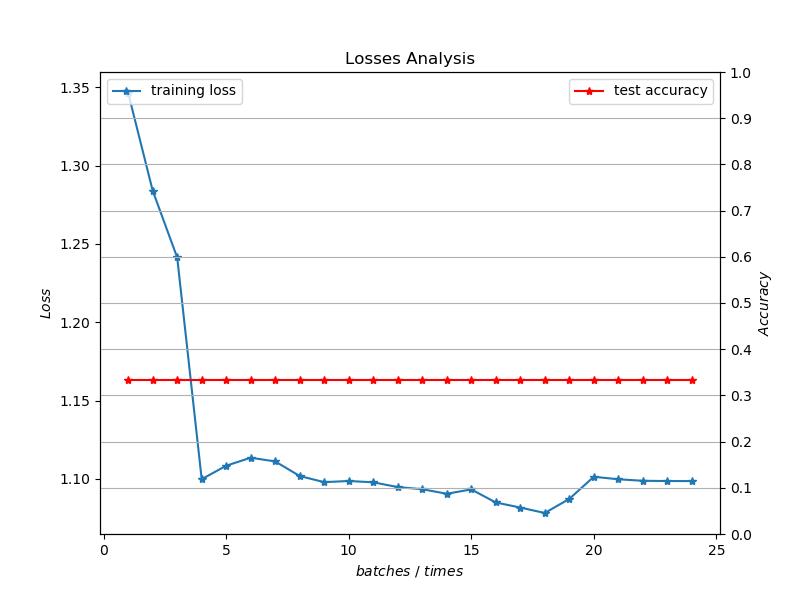 Losses Analysis
training loss
test accuracy
1.35
1.30
1.25
1.20
1.15
1.10
Loss
1.0
0.9
0.8
0.7
0.6
0.5
0.4
0.3
0.2
0.1
0.0
Accuracy
0 5 10 15 20 25
batches / times